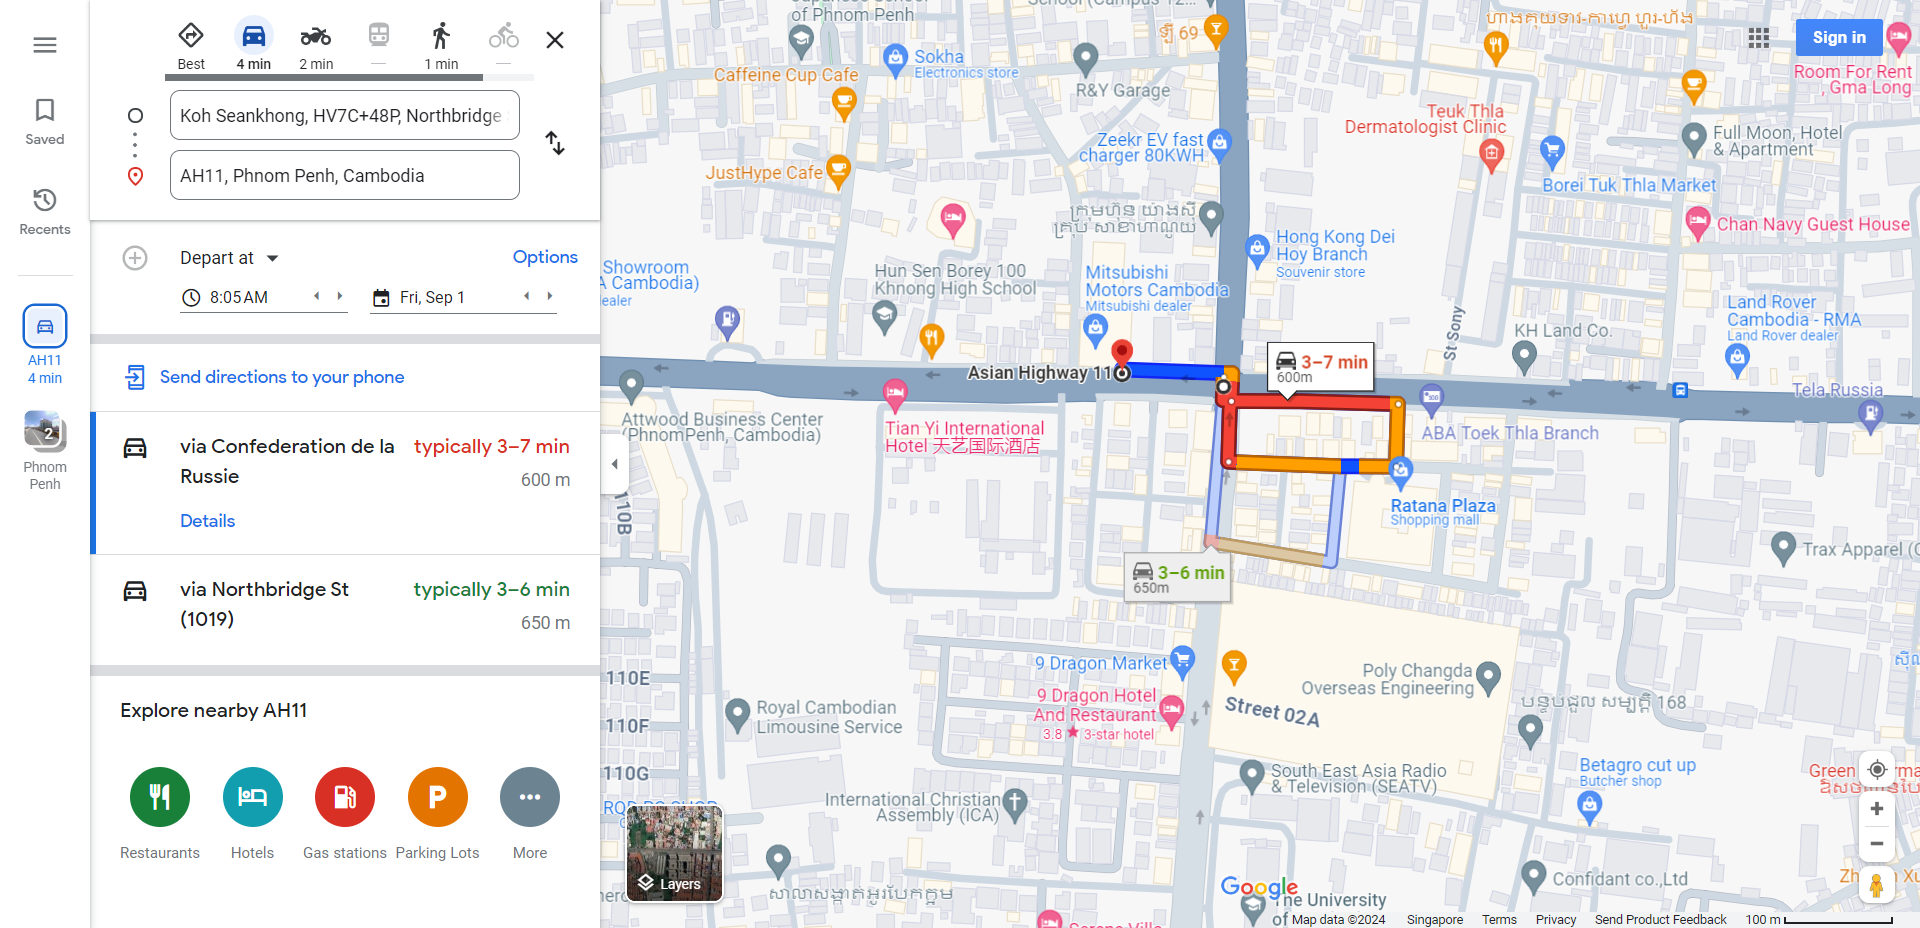 Best
4 min
2 min
1 min
Koh Seankhong, HV7C+48P, Northbridge
AH11, Phnom Penh, Cambodia
Saved
Recents
AH11
4 min
2
Phnom
Penh
Depart at
Options
8:05 AM
Fri, Sep 1
Send directions to your phone
via Confederation de la
Russie
typically 3–7 min
600 m
Details
via Northbridge St
(1019)
typically 3–6 min
650 m
Explore nearby AH11
Restaurants
Hotels
Gas stations
P
Parking Lots
More
of Phnom Penh
Sign in
Sokha
Electronics store
Caffeine Cup Cafe
R&Y Garage
69
Room For Rent
, Gma Long
Teuk Thla
Dermatologist Clinic
Zeekr EV fast
charger 80KWH
Full Moon, Hotel
& Apartment
JustHype Cafe
Borei Tuk Thla Market
Chan Navy Guest House
Hong Kong Dei
Hoy Branch
Souvenir store
Showroom
A Cambodia)
ealer
Hun Sen Borey 100
Khnong High School
Mitsubishi
Motors Cambodia
Mitsubishi dealer
St Sony
KH Land Co.
Land Rover
Cambodia - RMA
Land Rover dealer
Asian Highway 11
3–7 min
600m
Tela Russia
Attwood Business Center
(PhnomPenh, Cambodia)
Tian Yi International
Hotel 天艺国际酒店
ABA Toek Thla Branch
110B
Ratana Plaza
Shopping mall
3–6 min
650m
Trax Apparel (C
110E
9 Dragon Market
Poly Changda
Overseas Engineering
9 Dragon Hotel
And Restaurant
3.8 ★ 3-star hotel
Street 02A
168
Royal Cambodian
Limousine Service
110F
110G
South East Asia Radio
& Television (SEATV)
Betagro cut up
Butcher shop
Green
International Christian
Assembly (ICA)
Layers
Google
The University
of
Confidant co.,Ltd
Map data ©2024
Singapore
Terms
Privacy
Send Product Feedback
100 m